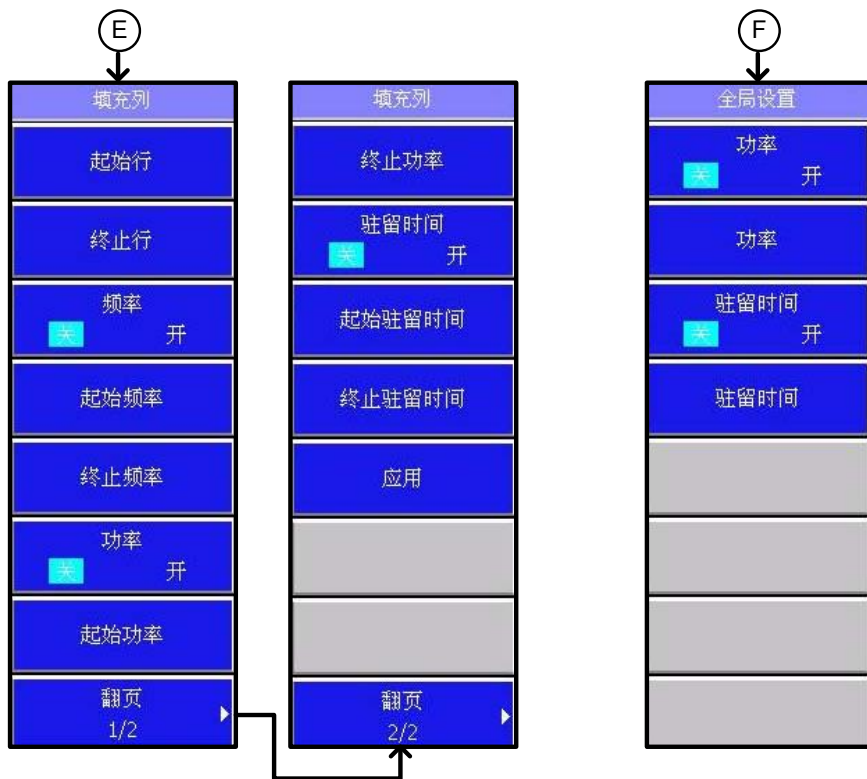 E
填充列
起始行
终止行
频率
关 开
起始频率
终止频率
功率
关 开
起始功率
翻页
1/2
填充列
终止功率
驻留时间
关 开
起始驻留时间
终止驻留时间
应用
翻页
2/2
F
全局设置
功率
关 开
功率
驻留时间
关 开
驻留时间